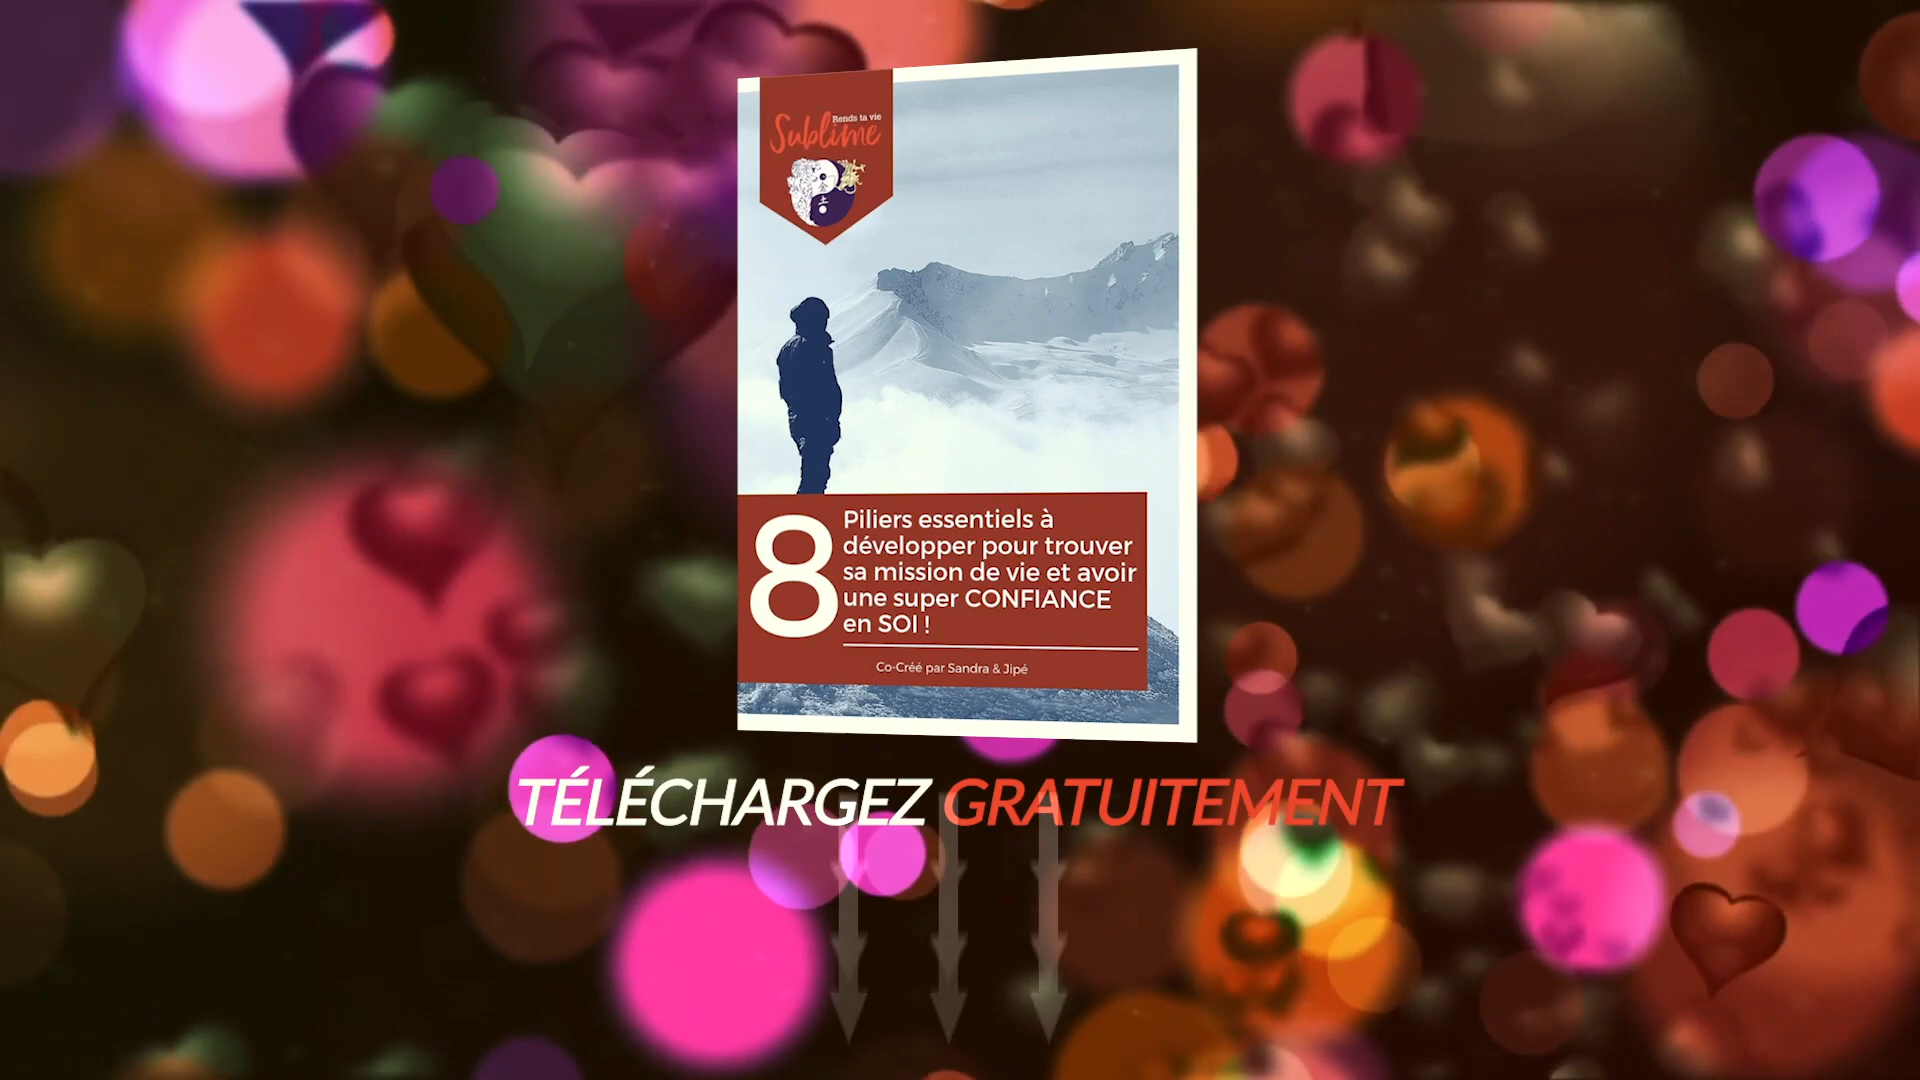 Rends ta vie
Sublime
8
Piliers essentiels à
développer pour trouver
sa mission de vie et avoir
une super CONFIANCE
en SOI !
Co-Créé par Sandra & Jipé
TÉLÉCHARGEZ GRATUITEMENT